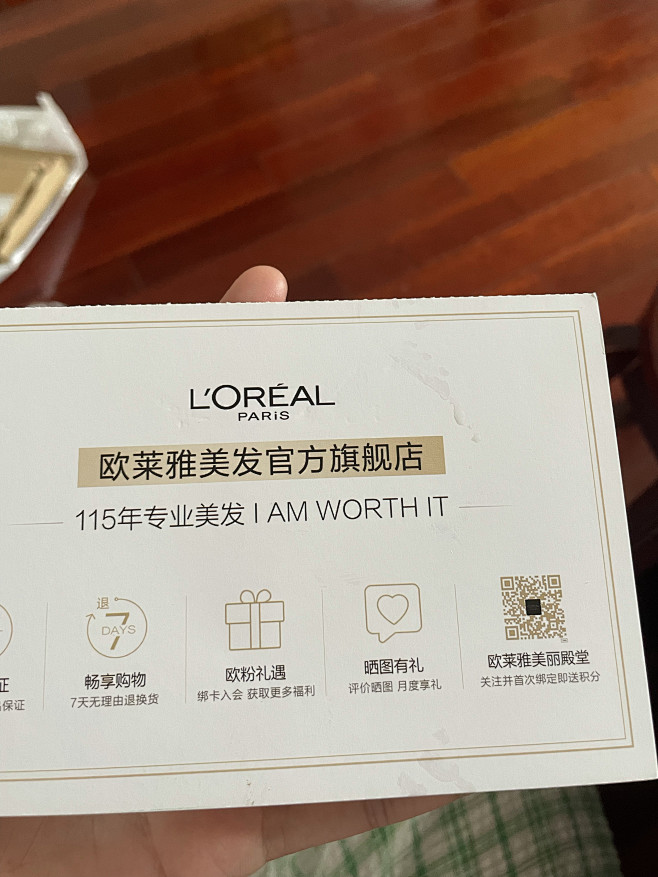 L'ORÉAL
PARiS
欧莱雅美发官方旗舰店
115年专业美发 I AM WORTH IT
退
7
DAYS
证
保证
畅享购物
7天无理由退换货
欧粉礼遇
绑卡入会 获取更多福利
晒图有礼
评价晒图 月度享礼
欧莱雅美丽殿堂
关注并首次绑定即送积分